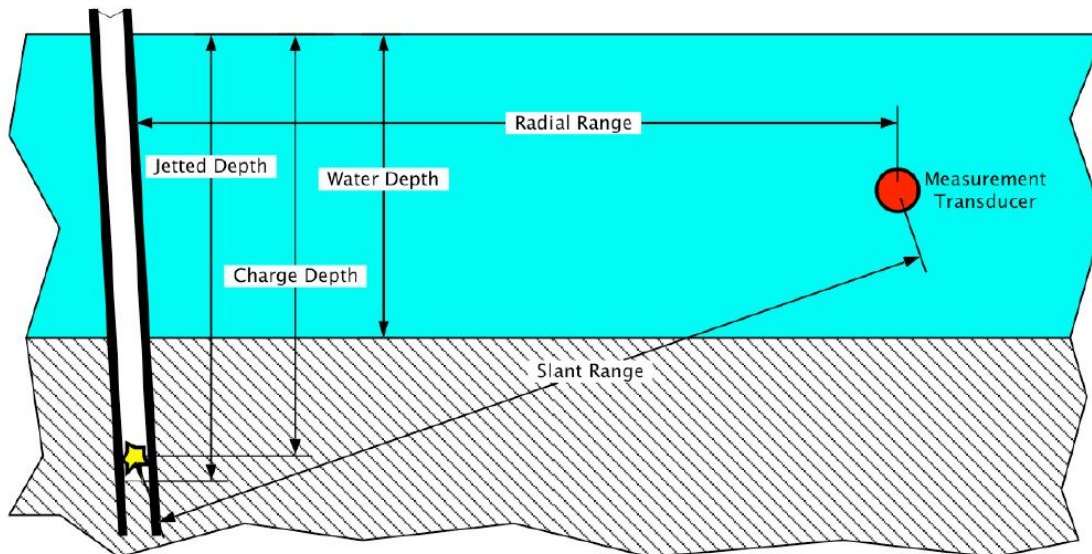 Radial Range
Jetted Depth
Water Depth
Measurement
Transducer
Charge Depth
Slant Range